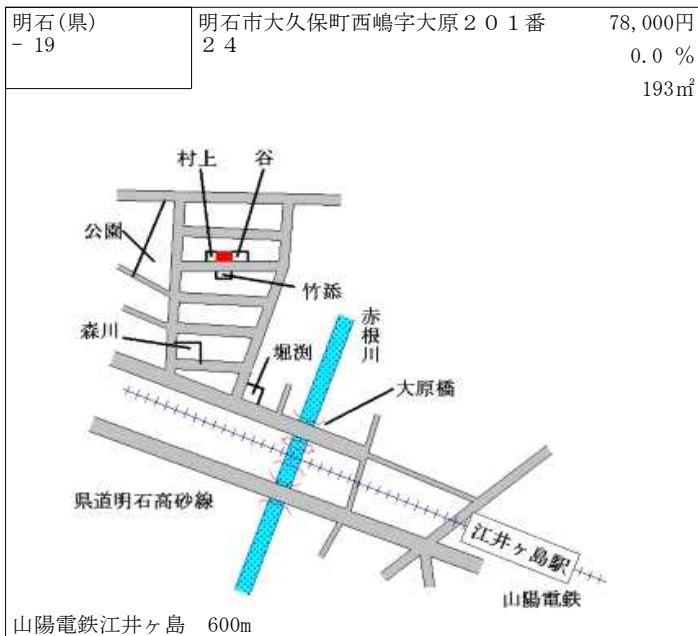 明石(県)
- 19
明石市大久保町西嶋字大原２０１番
２４
78,000円
0.0 %
193㎡
村上
谷
公園
竹添
赤根川
森川
堀渕
大原橋
県道明石高砂線
江井ヶ島駅
山陽電鉄
山陽電鉄江井ヶ島　600m